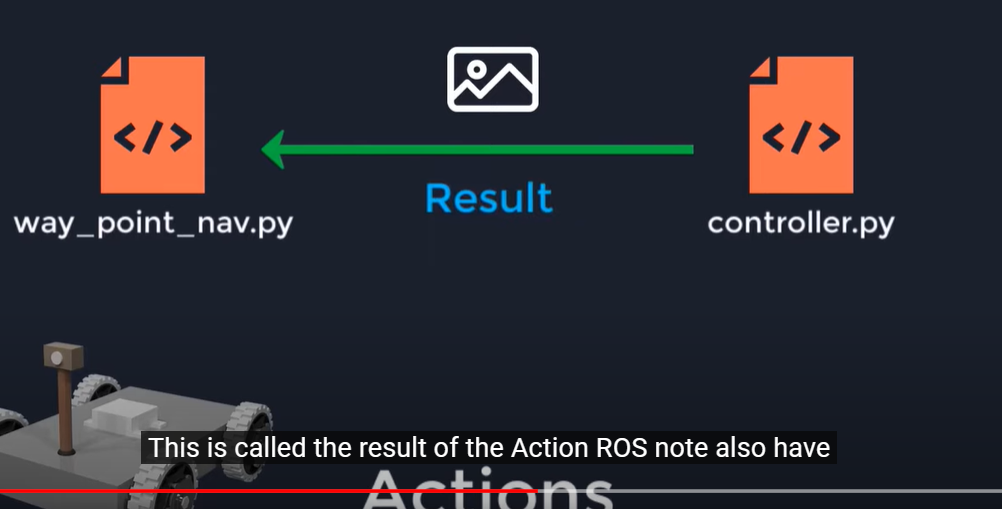 </>
</>
Result
way_point_nav.py
controller.py
This is called the result of the Action ROS note also have
Actions